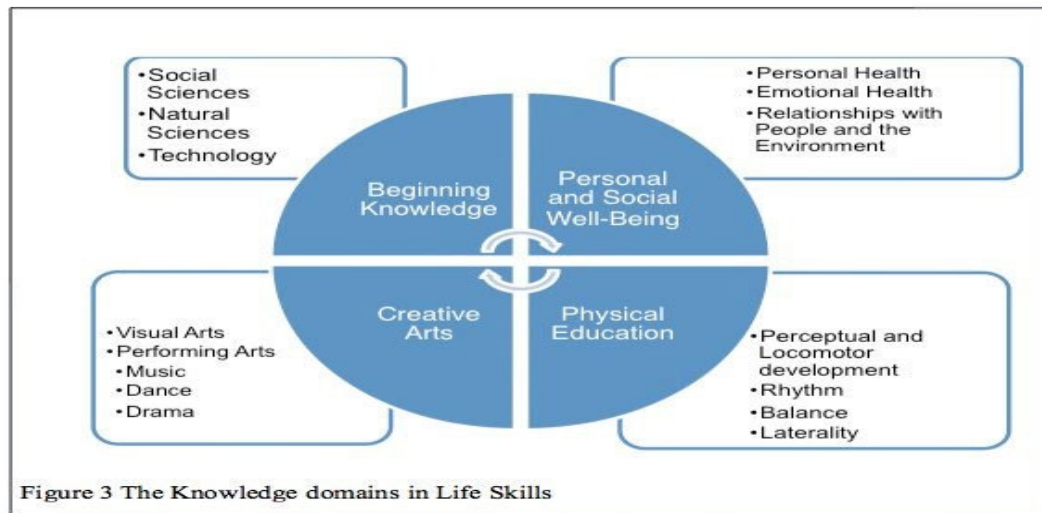 •Social
Sciences
•Natural
Sciences
•Technology
•Personal Health
•Emotional Health
•Relationships with
People and the
Environment
Beginning
Knowledge
Personal
and Social
Well-Being
Creative
Arts
Physical
Education
•Visual Arts
•Performing Arts
•Music
•Dance
•Drama
•Perceptual and
Locomotor
development
•Rhythm
•Balance
•Laterality
Figure 3 The Knowledge domains in Life Skills